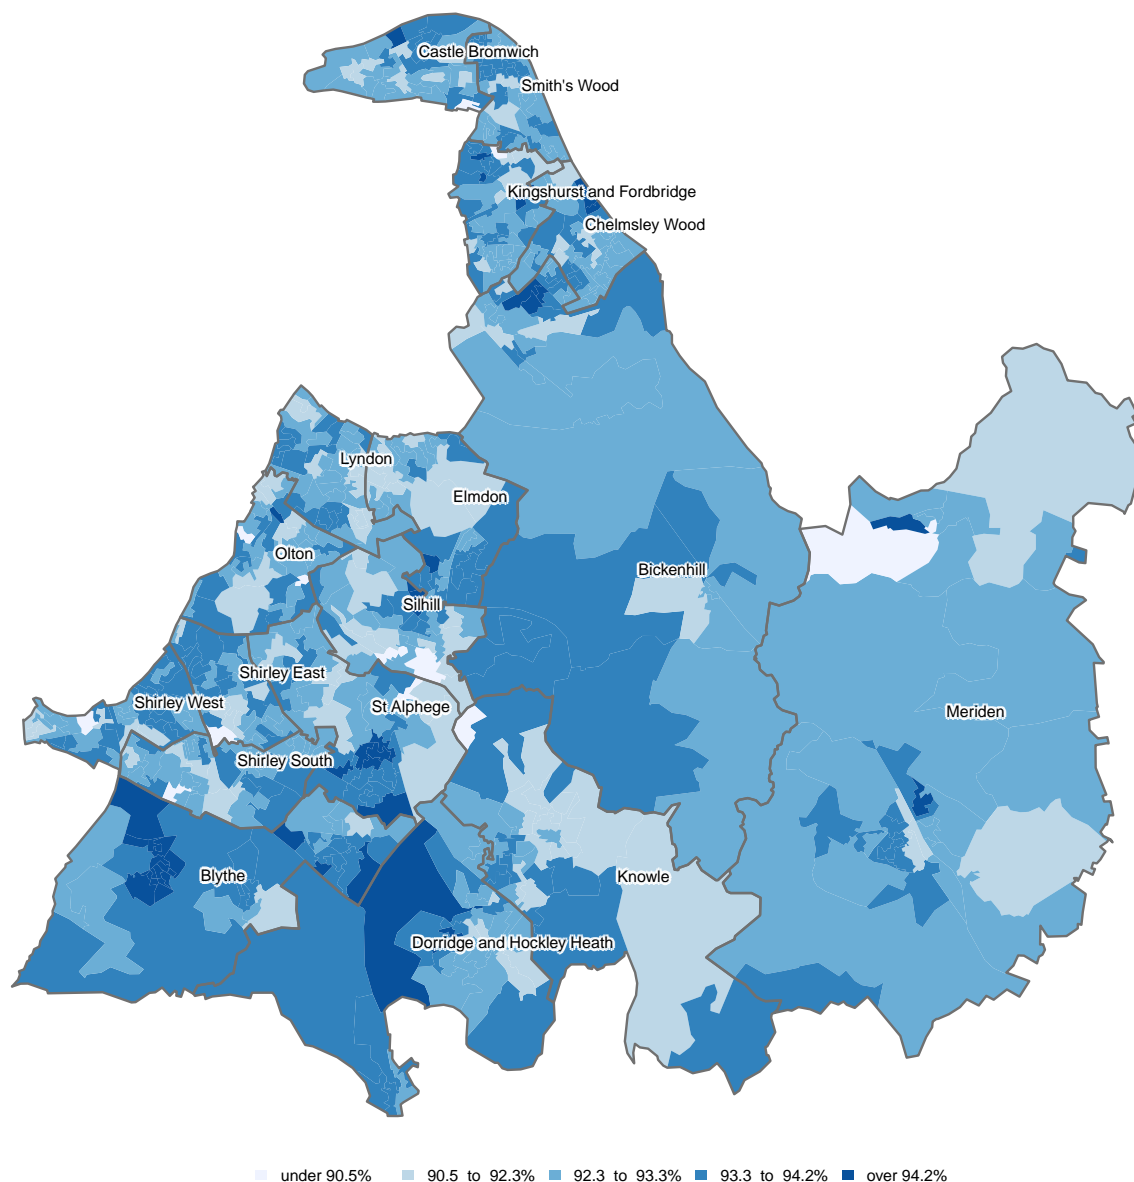 Castle Bromwich
Smith's Wood
Kingshurst and Fordbridge
Chelmsley Wood
Lyndon
Elmdon
Olton
Bickenhill
Silhill
Shirley East
Shirley West
St Alphege
Meriden
Shirley South
Blythe
Knowle
Dorridge and Hockley Heath
under 90.5% 90.5 to 92.3% 92.3 to 93.3% 93.3 to 94.2% over 94.2%